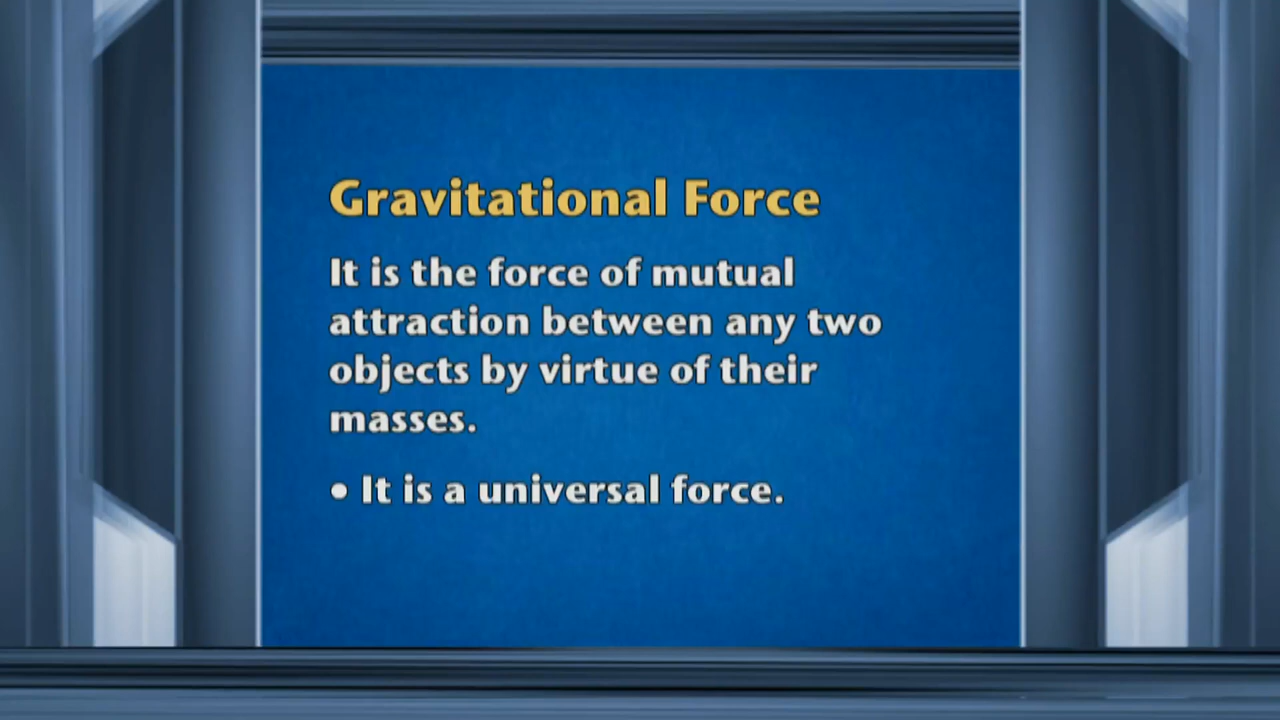 Gravitational Force
It is the force of mutual
attraction between any two
objects by virtue of their
masses.
• It is a universal force.